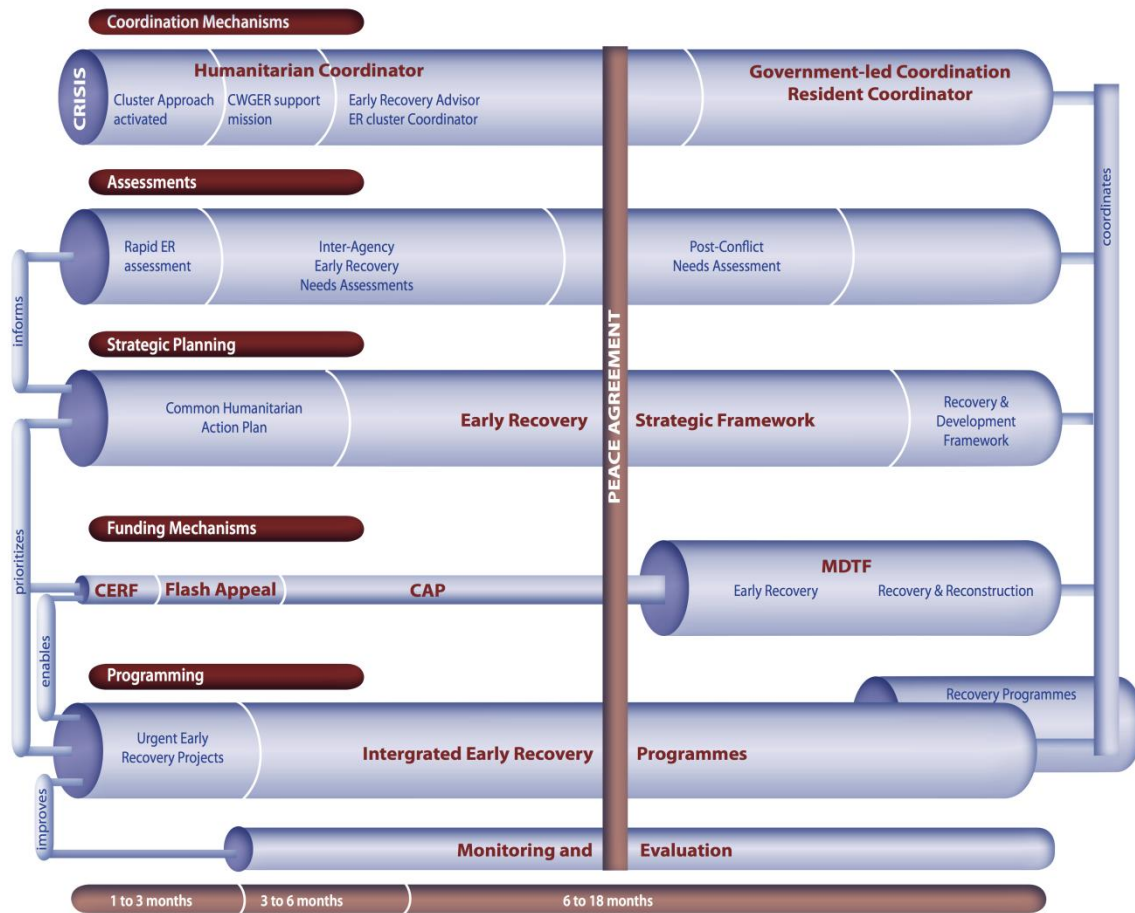 Coordination Mechanisms
CRISIS
Humanitarian Coordinator
Cluster Approach
activated
CWGER support
mission
Early Recovery Advisor
ER cluster Coordinator
Government-led Coordination
Resident Coordinator
coordinates
Assessments
Rapid ER
assessment
Inter-Agency
Early Recovery
Needs Assessments
Post-Conflict
Needs Assessment
informs
PEACE AGREEMENT
Strategic Planning
Common Humanitarian
Action Plan
Early Recovery
Strategic Framework
Recovery &
Development
Framework
prioritizes
Funding Mechanisms
CERF
Flash Appeal
CAP
MDTF
Early Recovery
Recovery & Reconstruction
enables
Programming
Urgent Early
Recovery Projects
Intergrated Early Recovery
Programmes
Recovery Programmes
improves
Monitoring and
Evaluation
1 to 3 months
3 to 6 months
6 to 18 months